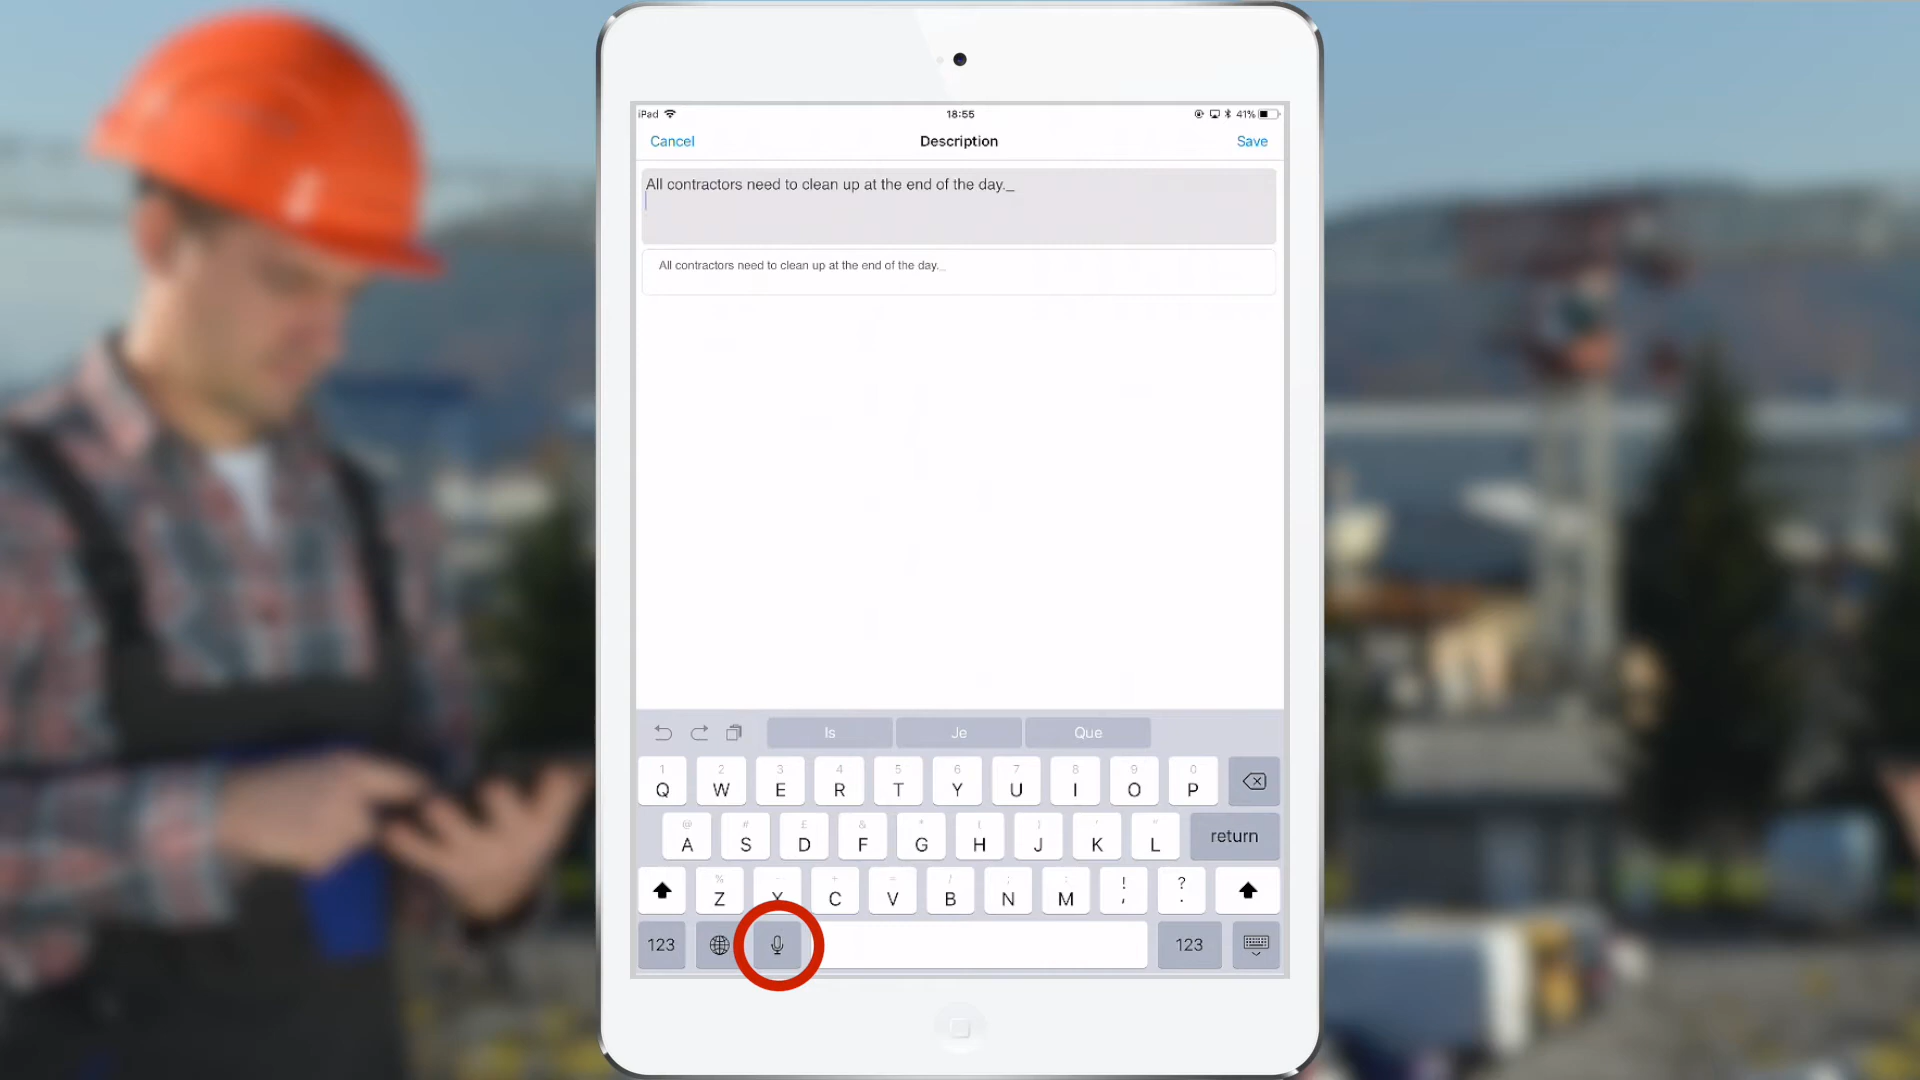 iPad 18:55 41%
Cancel Description Save
All contractors need to clean up at the end of the day._
All contractors need to clean up at the end of the day._
Is Je Que
1 2 3 4 5 6 7 8 9 0
Q W E R T Y U I O P
@ # £ & * ( ) ' "
A S D F G H J K L return
% - + = / ; : ! ?
Z X C V B N M , .
123 123